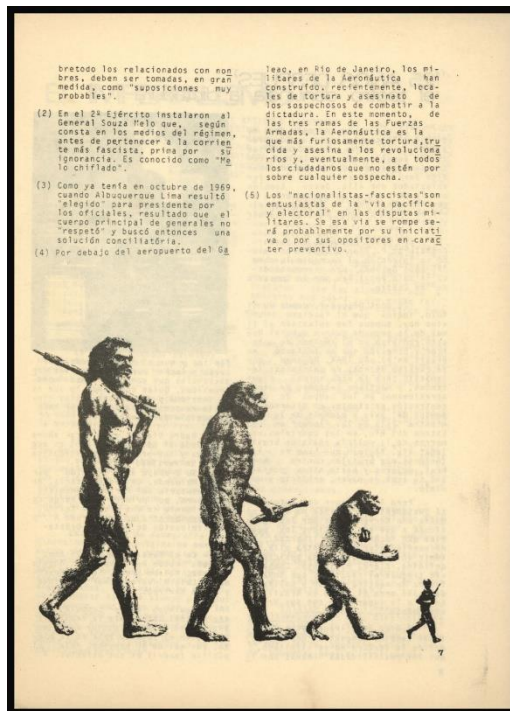 bretodo los relacionados con nom
bres, deben ser tomadas, en gran
medida, como "suposiciones muy
probables".
(2) Em el 2º Ejército instalaron al
General Souza Melo que, según
consta en los medios del régimen,
antes de pertenecer a la corrien
te más fascista, prima por su
ignorancia. Es conocido como "Me
lo chiflado".
(3) Como ya tenía en octubre de 1969,
cuando Albuquerque Lima resultó
"elegido" para presidente por
los oficiales, resultado que el
cuerpo principal de generales no
"respetó" y buscó entonces una
solución conciliatória.
(4) Por debajo del aeropuerto del Ga
leao, en Rio de Janeiro, los mi-
litares de la Aeronáutica han
construído, recientemente, loca-
les de tortura y asesinato de
los sospechosos de combatir a la
dictadura. En este momento, de
las tres ramas de las Fuerzas
Armadas, la Aeronáutica es la
que más furiosamente tortura,tru
cida y asesina a los revolucioná
rios y, eventualmente, a todos
los ciudadanos que no estén por
sobre cualquier sospecha.
(5) Los "nacionalistas-fascistas"son
entusiastas de la "vía pacífica
y electoral" en las disputas mi-
litares. Se esa vía se rompe se-
rá probablemente por su iniciati
va o por sus opositores en carac
ter preventivo.
7